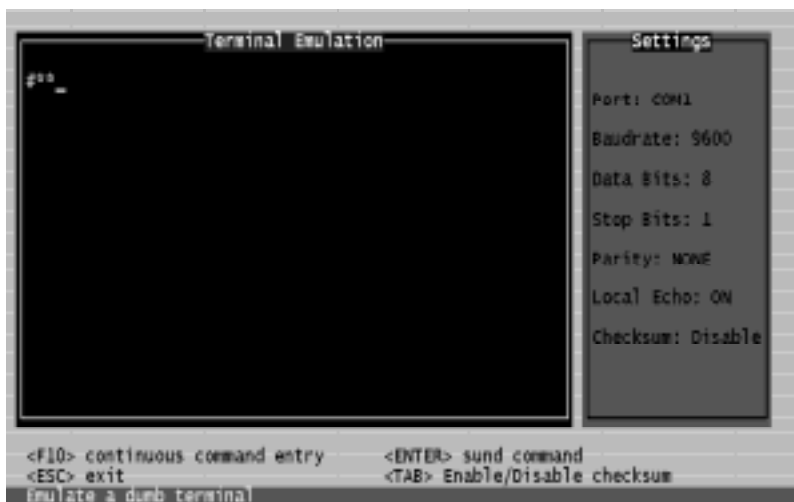 Terminal Emulation
#**_
Settings
Port: COM1
Baudrate: 9600
Data Bits: 8
Stop Bits: 1
Parity: NONE
Local Echo: ON
Checksum: Disable
<F10> continuous command entry <ENTER> sund command
<ESC> exit <TAB> Enable/Disable checksum
Emulate a dumb terminal